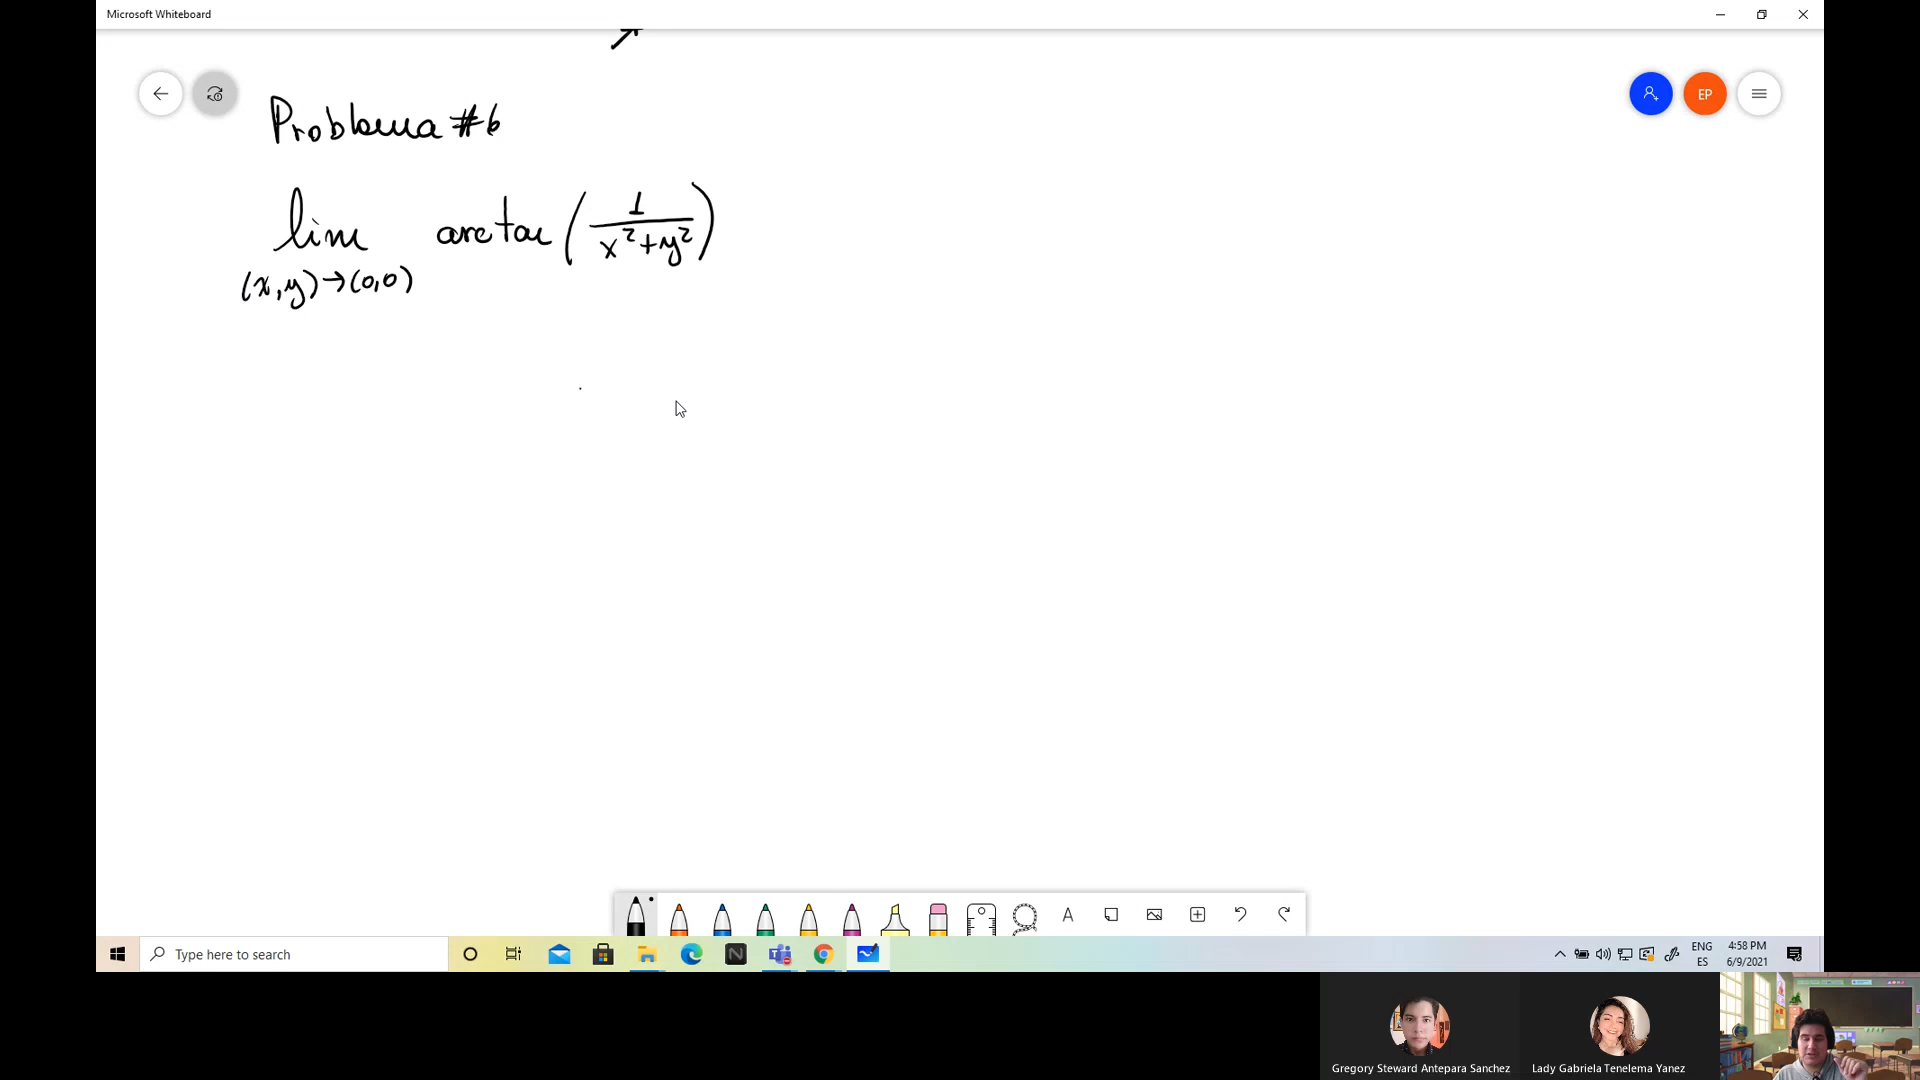 Microsoft Whiteboard
EP
Problema #6
lim arctan (1/(x²+y²))
(x,y)→(0,0)
A
Type here to search
N
ENG
ES
4:58 PM
6/9/2021
Gregory Steward Antepara Sanchez
Lady Gabriela Tenelema Yanez